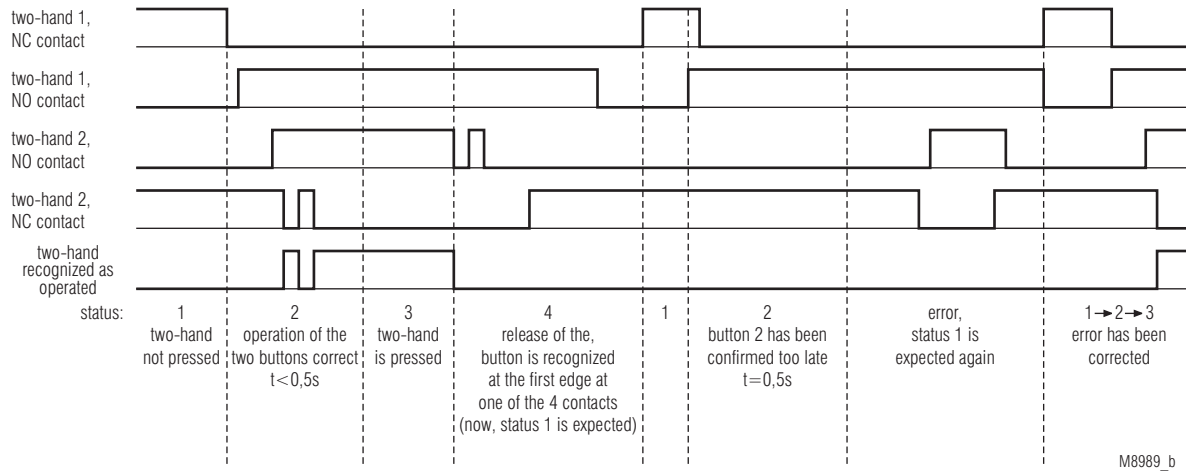 two-hand 1,
NC contact
two-hand 1,
NO contact
two-hand 2,
NO contact
two-hand 2,
NC contact
two-hand
recognized as
operated
status:
1
two-hand
not pressed
2
operation of the
two buttons correct
t<0,5s
3
two-hand
is pressed
4
release of the,
button is recognized
at the first edge at
one of the 4 contacts
(now, status 1 is expected)
1
2
button 2 has been
confirmed too late
t=0,5s
error,
status 1 is
expected again
1→2→3
error has been
corrected
M8989_b